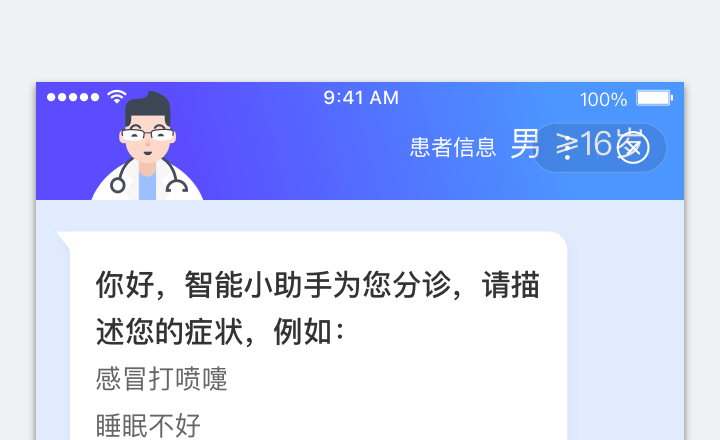 9:41 AM
100%
患者信息 男 ≥16岁
你好，智能小助手为您分诊，请描
述您的症状，例如：
感冒打喷嚏
睡眠不好